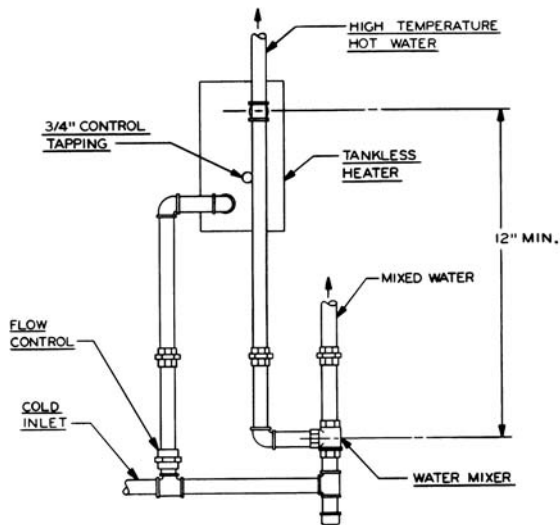 HIGH TEMPERATURE
HOT WATER
3/4" CONTROL
TAPPING
TANKLESS
HEATER
12" MIN.
MIXED WATER
FLOW
CONTROL
COLD
INLET
WATER MIXER